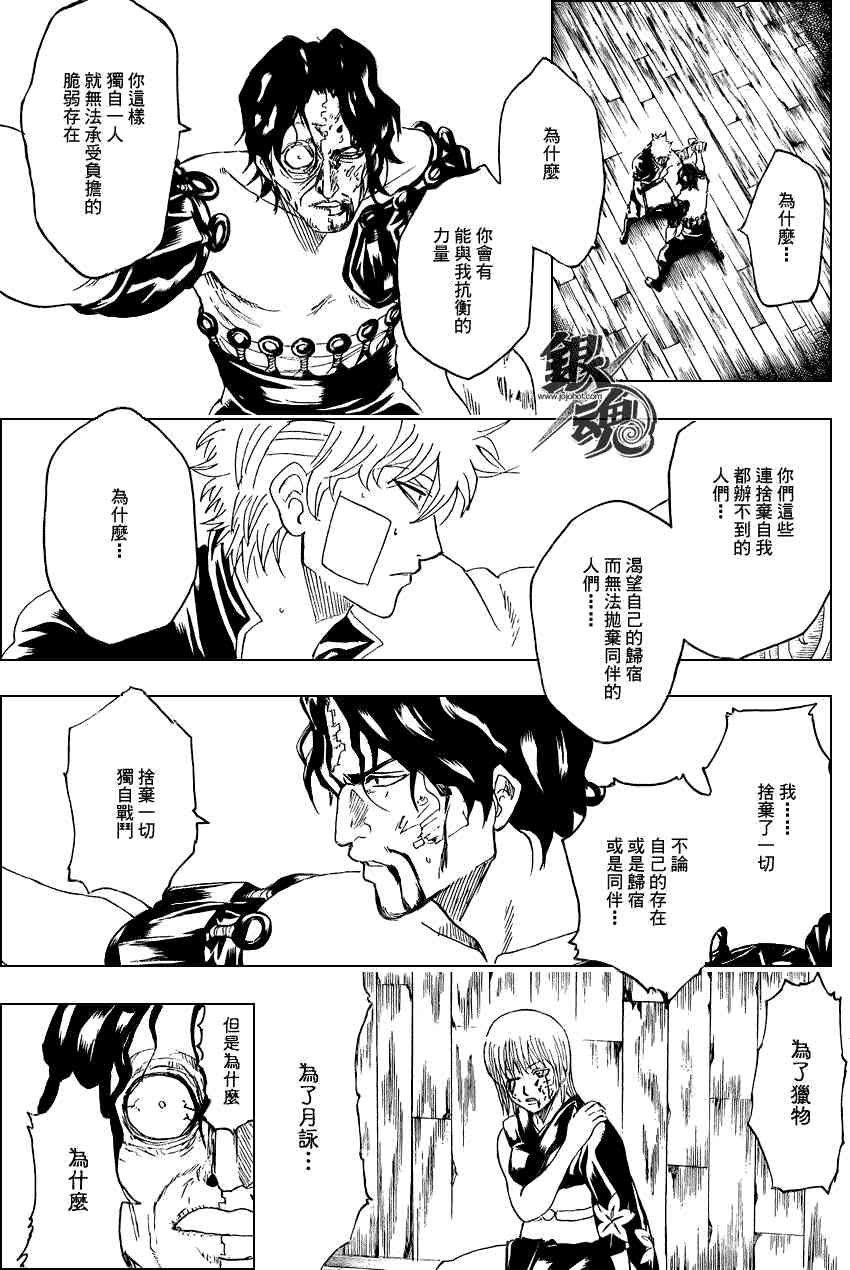 為什麼…
為什麼
你會有
能與我抗衡的
力量
你這樣
獨自一人
就無法承受負擔的
脆弱存在
銀魂
www.jojohot.com
你們這些
連捨棄自我
都辦不到的
人們…
渴望自己的歸宿
而無法拋棄同伴的
人們……
為什麼…
我……
捨棄了一切
不論
自己的存在
或是歸宿
或是同伴…
捨棄一切
獨自戰鬥
為了獵物
為了月詠…
但是為什麼
為什麼